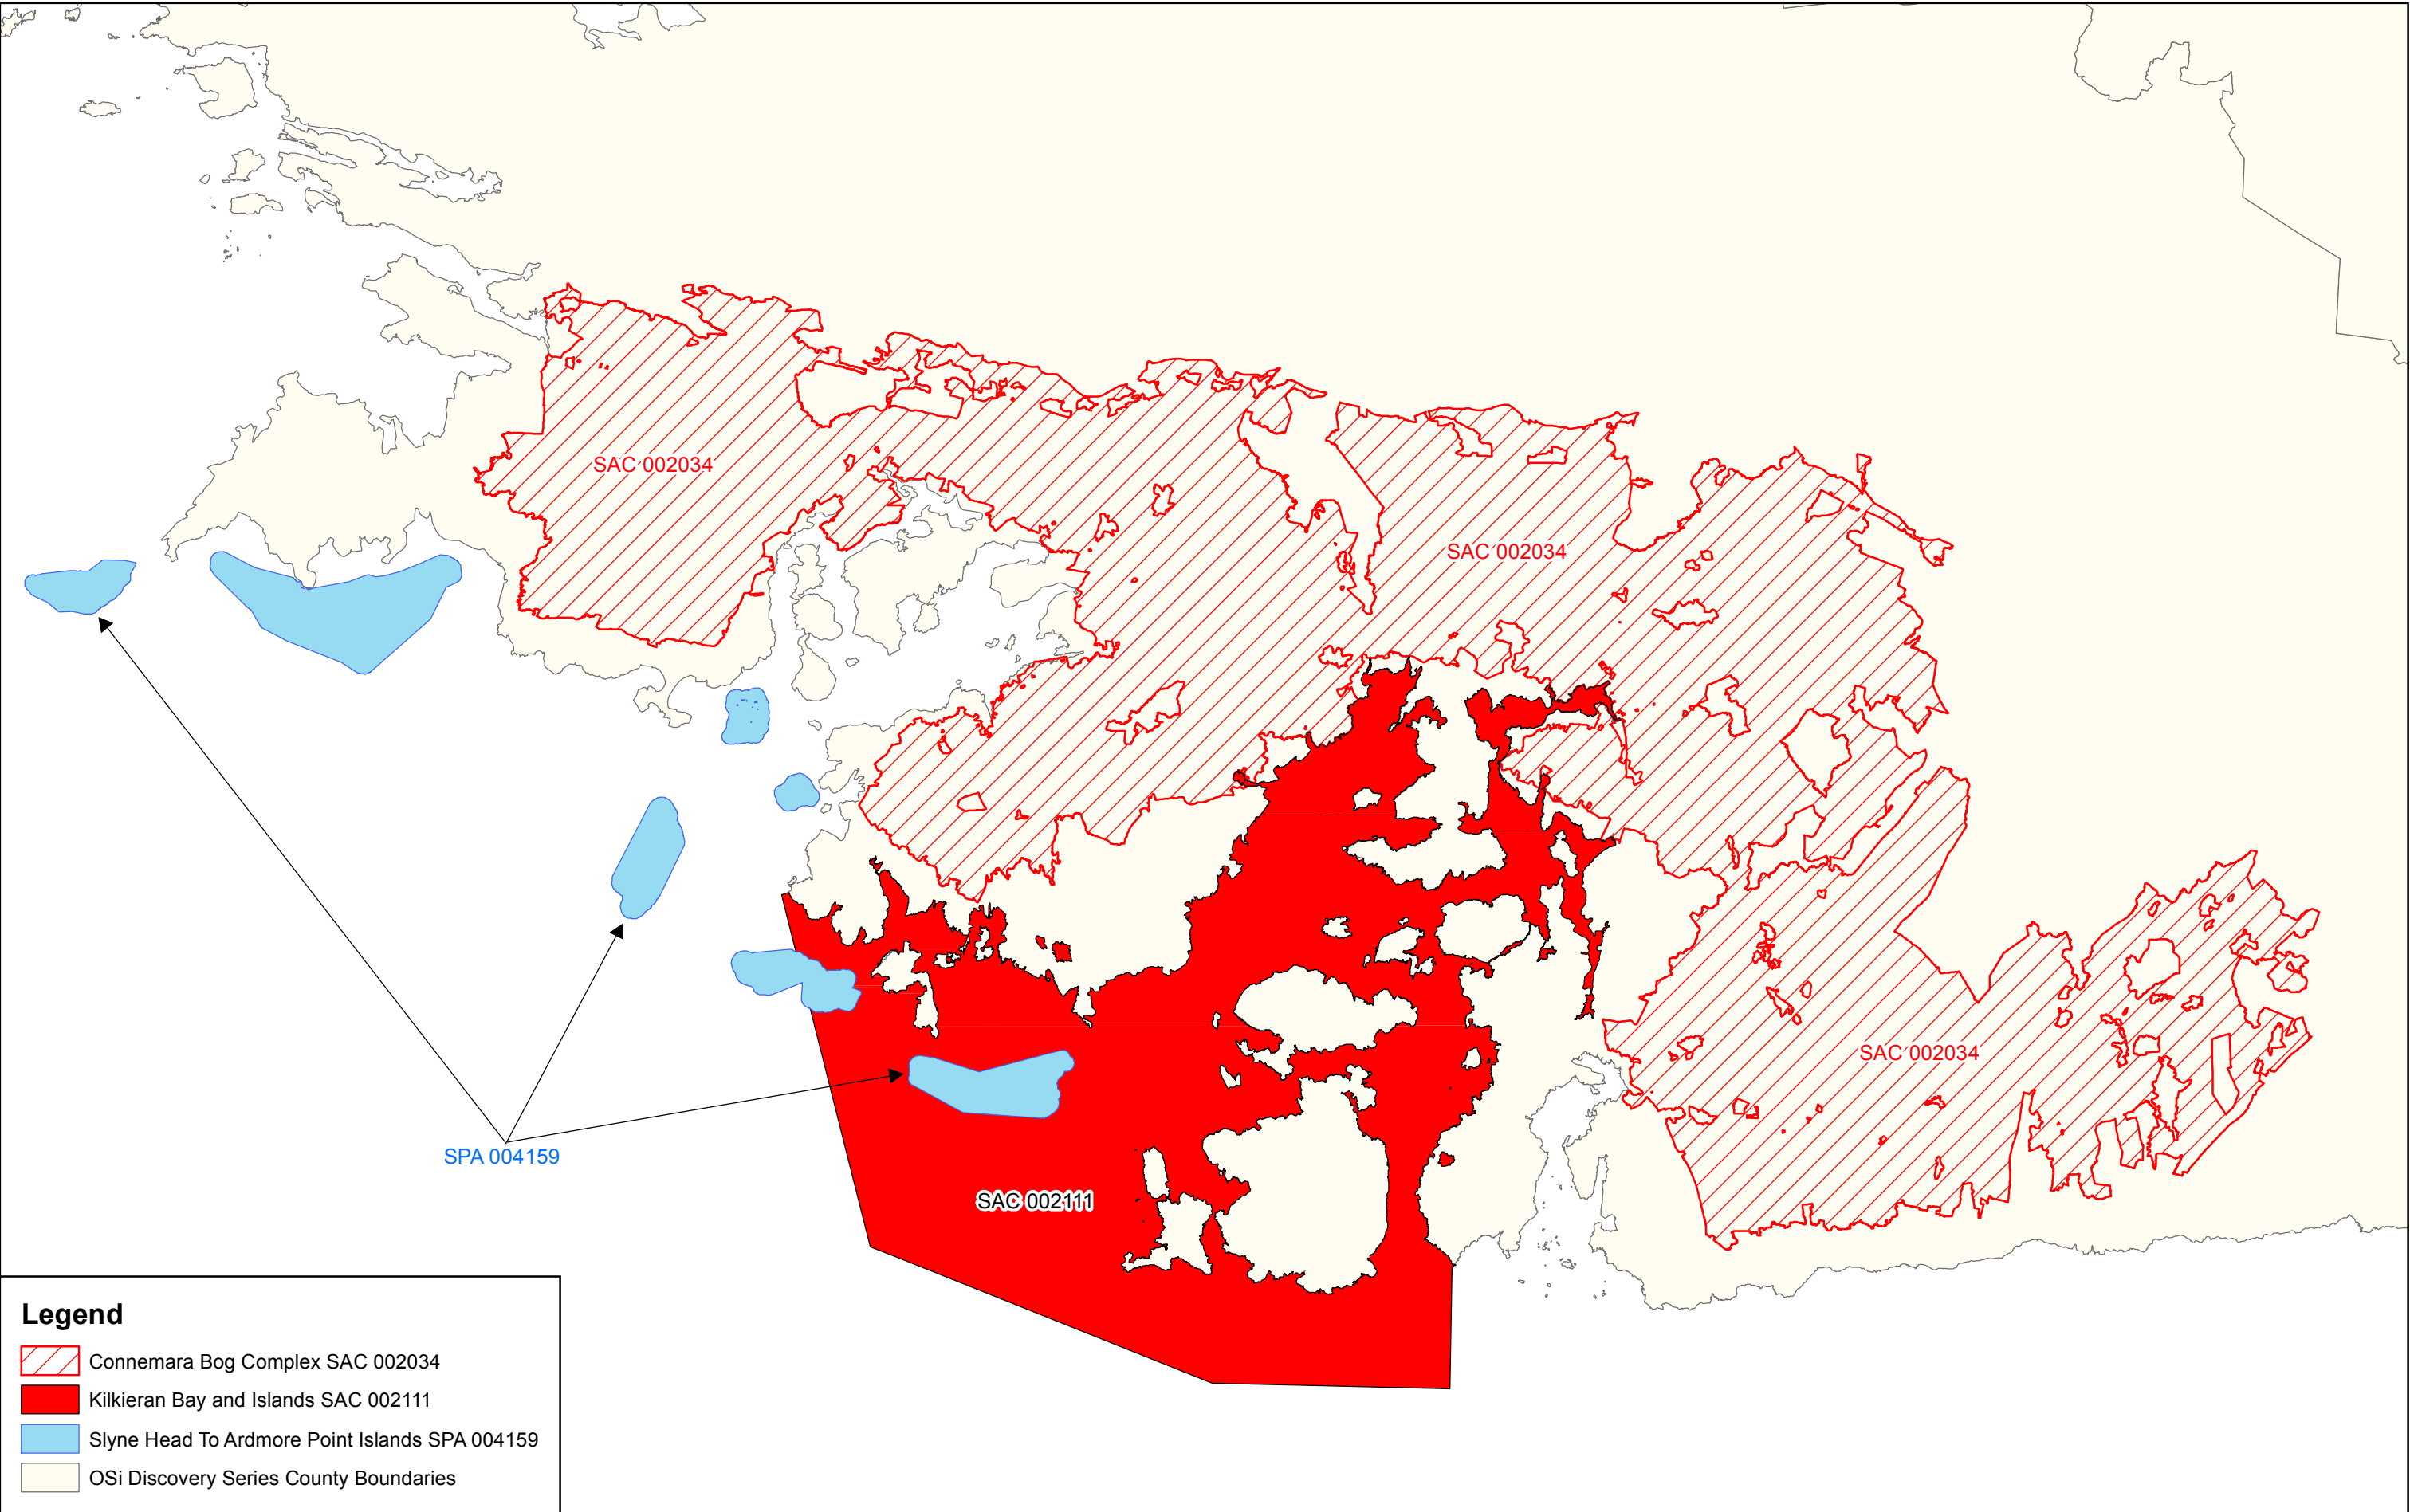 SAC 002034
SAC 002034
SAC 002034
SPA 004159
SAC 002111
Legend
Connemara Bog Complex SAC 002034
Kilkieran Bay and Islands SAC 002111
Slyne Head To Ardmore Point Islands SPA 004159
OSi Discovery Series County Boundaries